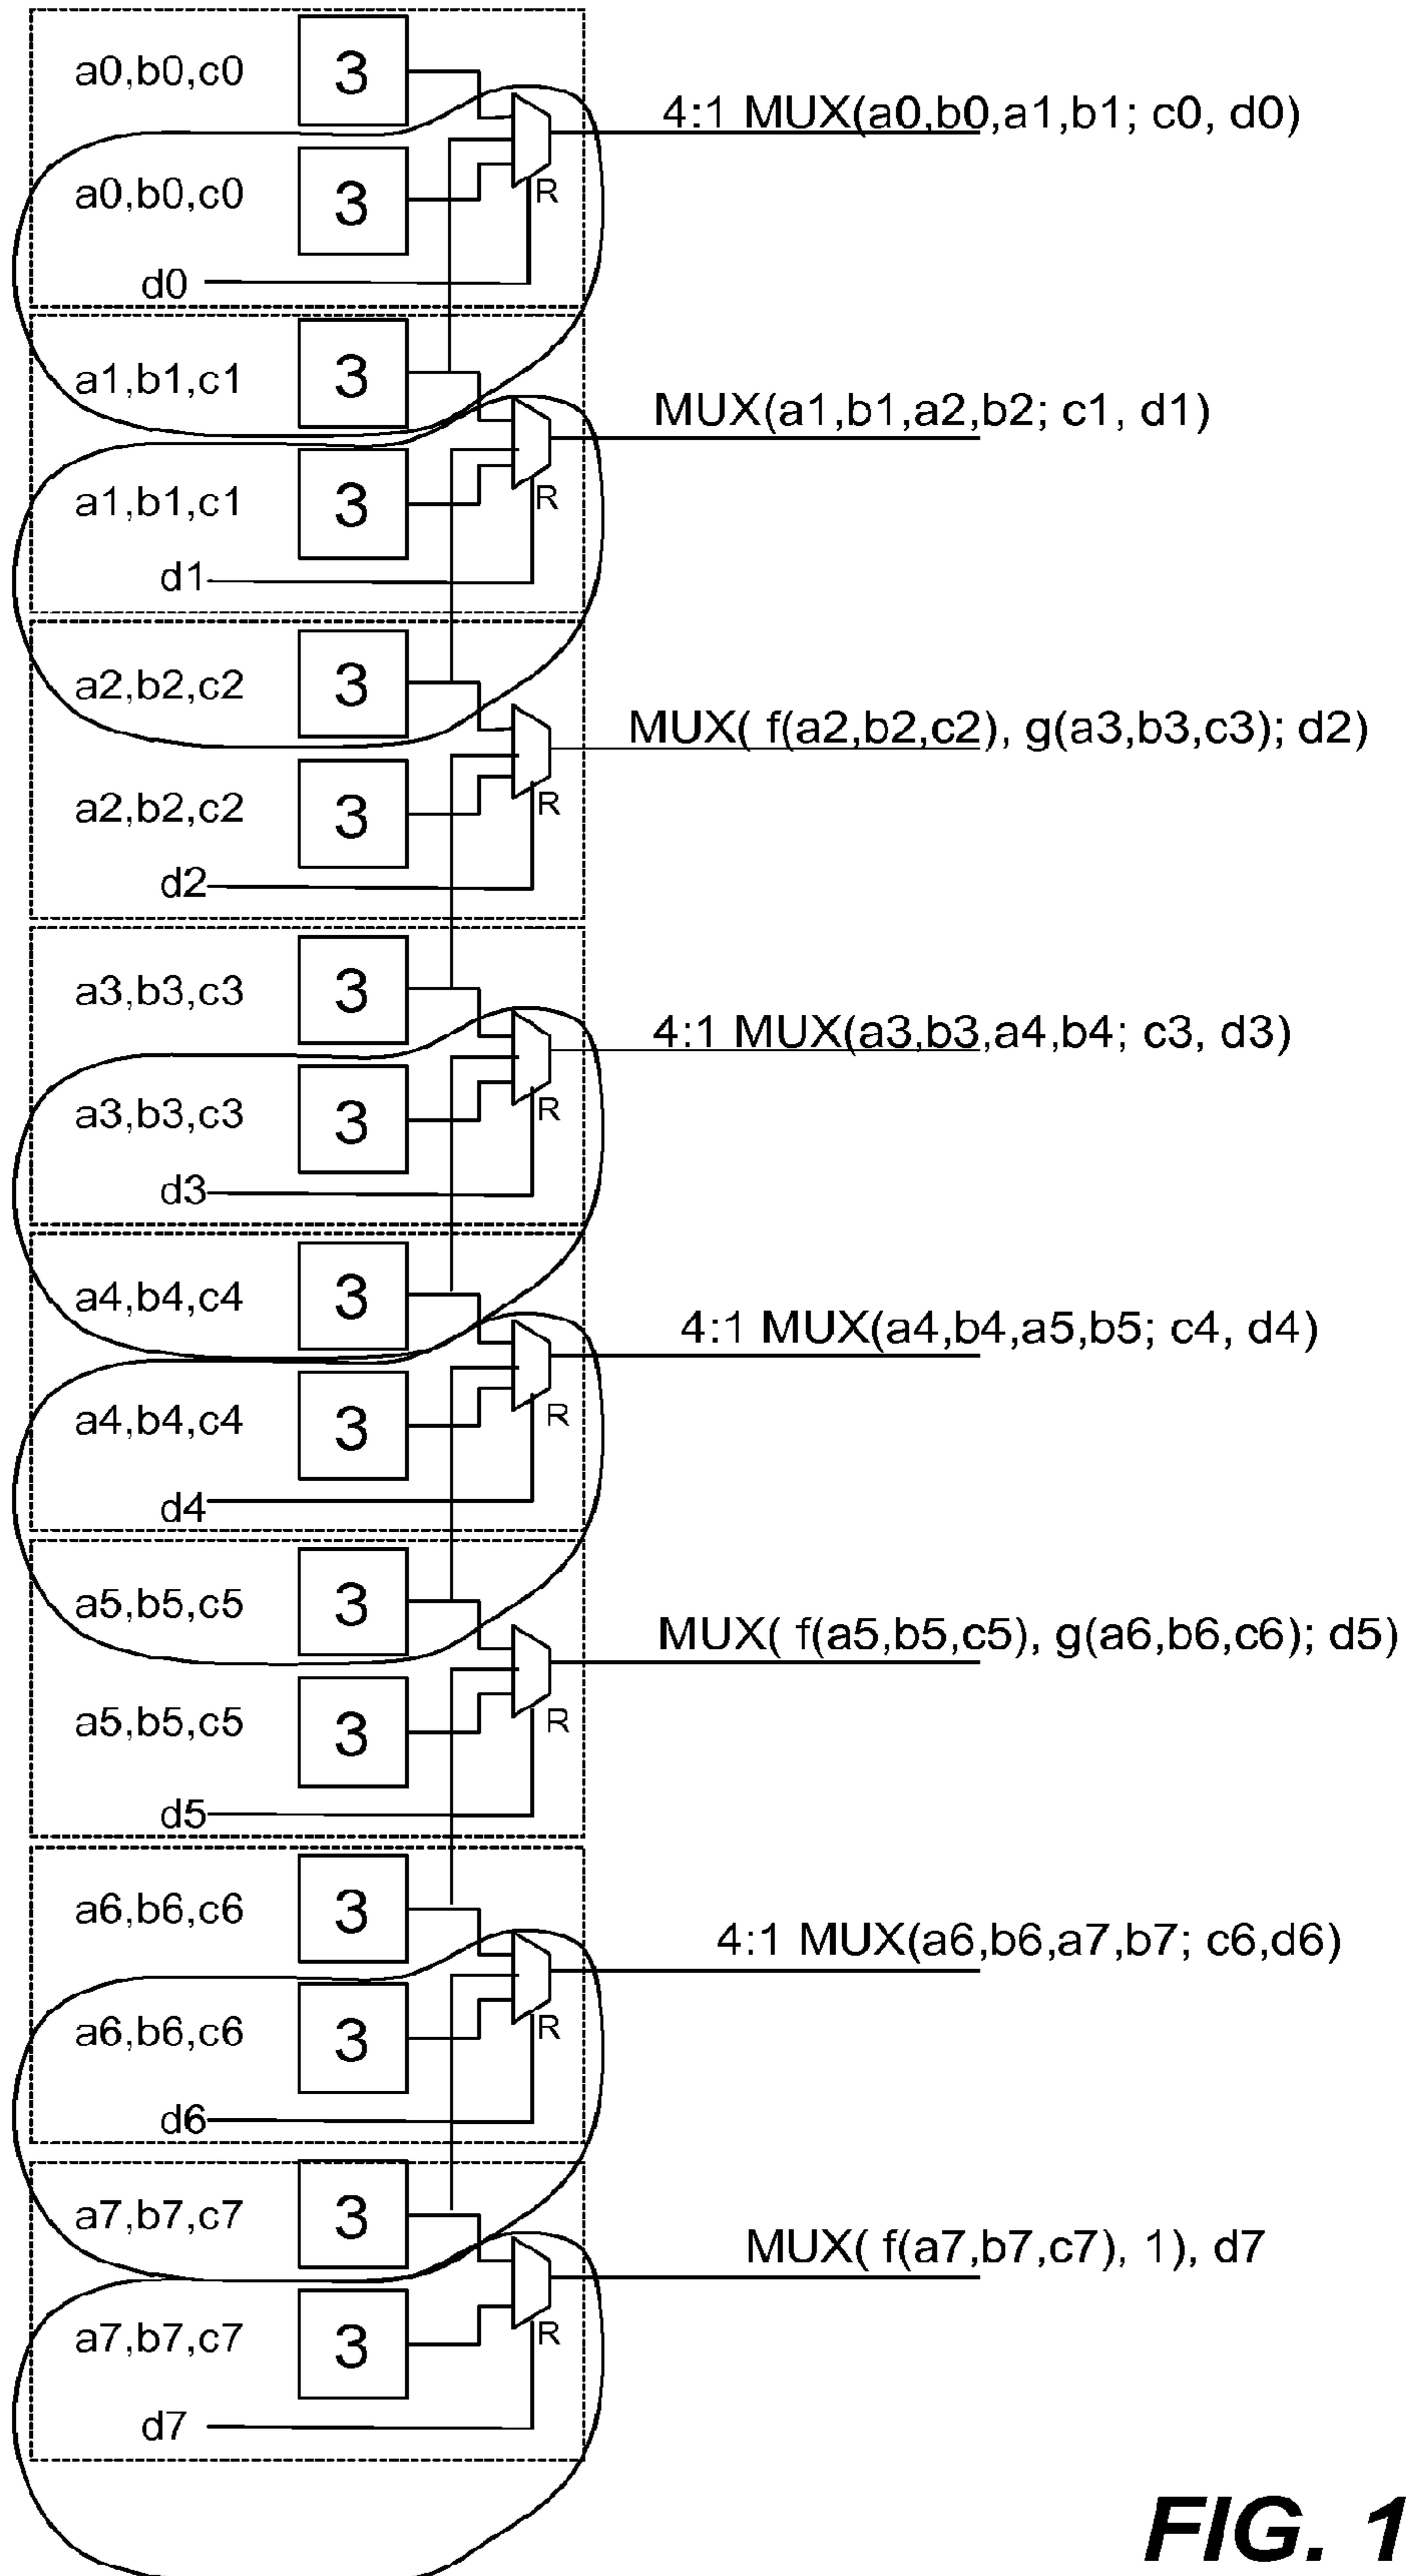 a0,b0,c0
3
4:1 MUX(a0,b0,a1,b1; c0, d0)
a0,b0,c0
3
R
d0
a1,b1,c1
3
MUX(a1,b1,a2,b2; c1, d1)
a1,b1,c1
3
R
d1
a2,b2,c2
3
MUX( f(a2,b2,c2), g(a3,b3,c3); d2)
a2,b2,c2
3
R
d2
a3,b3,c3
3
4:1 MUX(a3,b3,a4,b4; c3, d3)
a3,b3,c3
3
R
d3
a4,b4,c4
3
4:1 MUX(a4,b4,a5,b5; c4, d4)
a4,b4,c4
3
R
d4
a5,b5,c5
3
MUX( f(a5,b5,c5), g(a6,b6,c6); d5)
a5,b5,c5
3
R
d5
a6,b6,c6
3
4:1 MUX(a6,b6,a7,b7; c6,d6)
a6,b6,c6
3
R
d6
a7,b7,c7
3
MUX( f(a7,b7,c7), 1), d7
a7,b7,c7
3
R
d7
FIG. 1